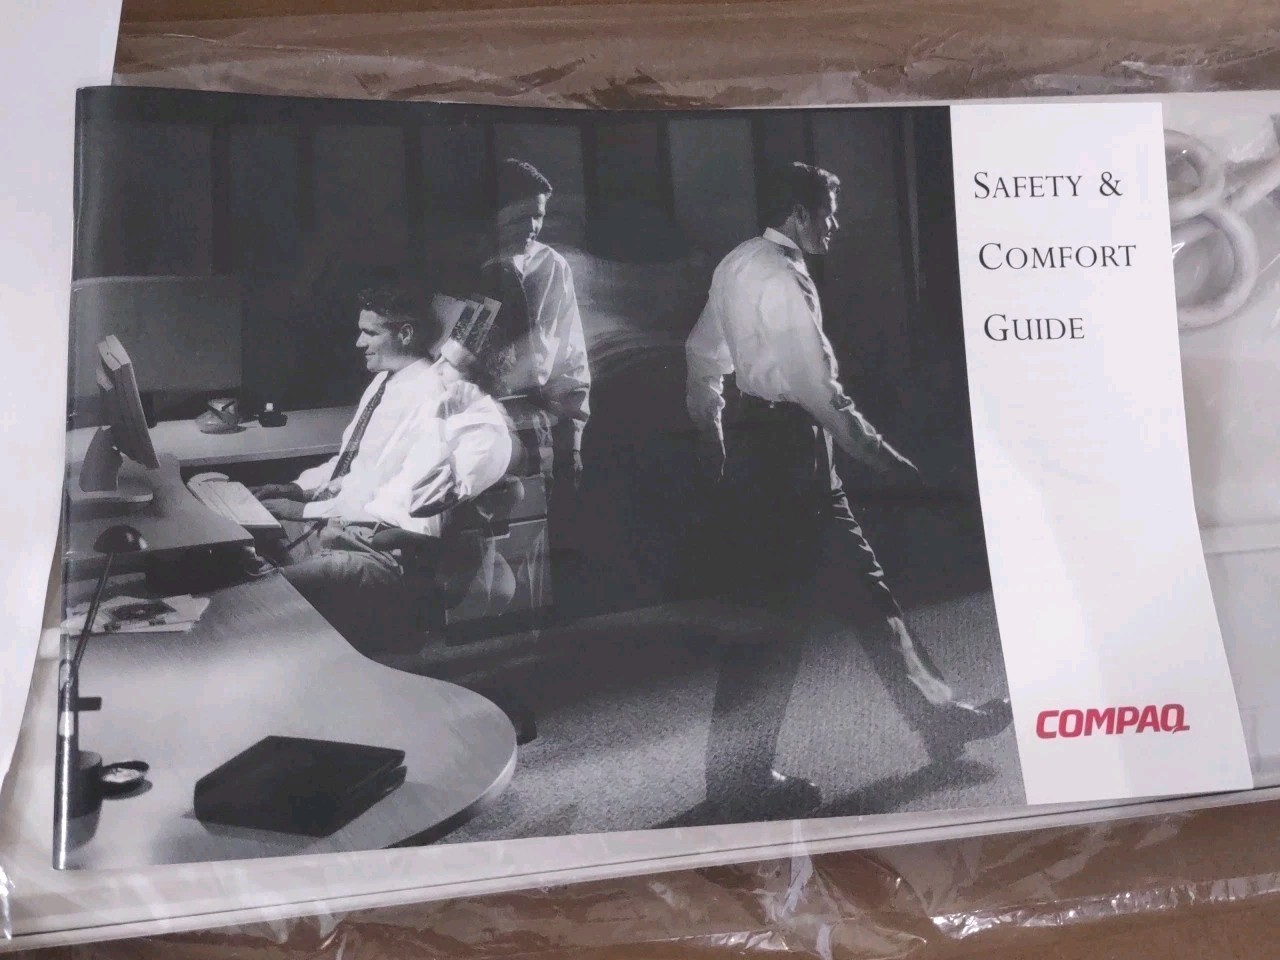 SAFETY &
COMFORT
GUIDE
COMPAQ